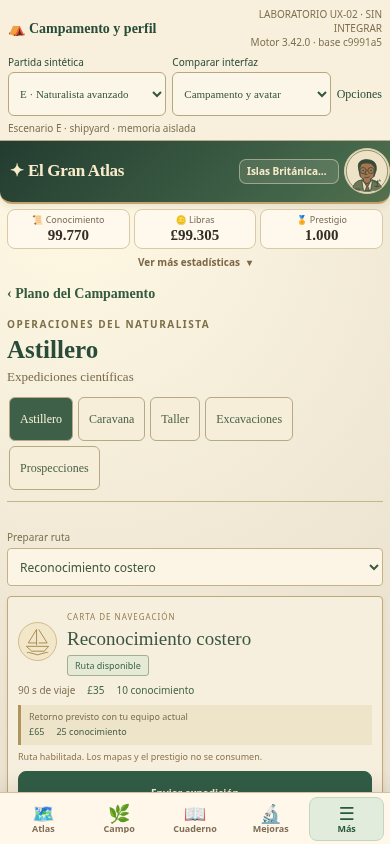 ⛺ Campamento y perfil
LABORATORIO UX-02 · SIN
INTEGRAR
Motor 3.42.0 · base c9991a5
Partida sintética
Comparar interfaz
E · Naturalista avanzado
Campamento y avatar
Opciones
Escenario E · shipyard · memoria aislada
✦ El Gran Atlas
Islas Británica...
📜 Conocimiento
🪙 Libras
🏅 Prestigio
99.770
£99.305
1.000
Ver más estadísticas ▾
‹ Plano del Campamento
OPERACIONES DEL NATURALISTA
Astillero
Expediciones científicas
Astillero
Caravana
Taller
Excavaciones
Prospecciones
Preparar ruta
Reconocimiento costero
CARTA DE NAVEGACIÓN
Reconocimiento costero
Ruta disponible
90 s de viaje £35 10 conocimiento
Retorno previsto con tu equipo actual
£65 25 conocimiento
Ruta habilitada. Los mapas y el prestigio no se consumen.
Enviar expedición
Atlas
Campo
Cuaderno
Mejoras
Más